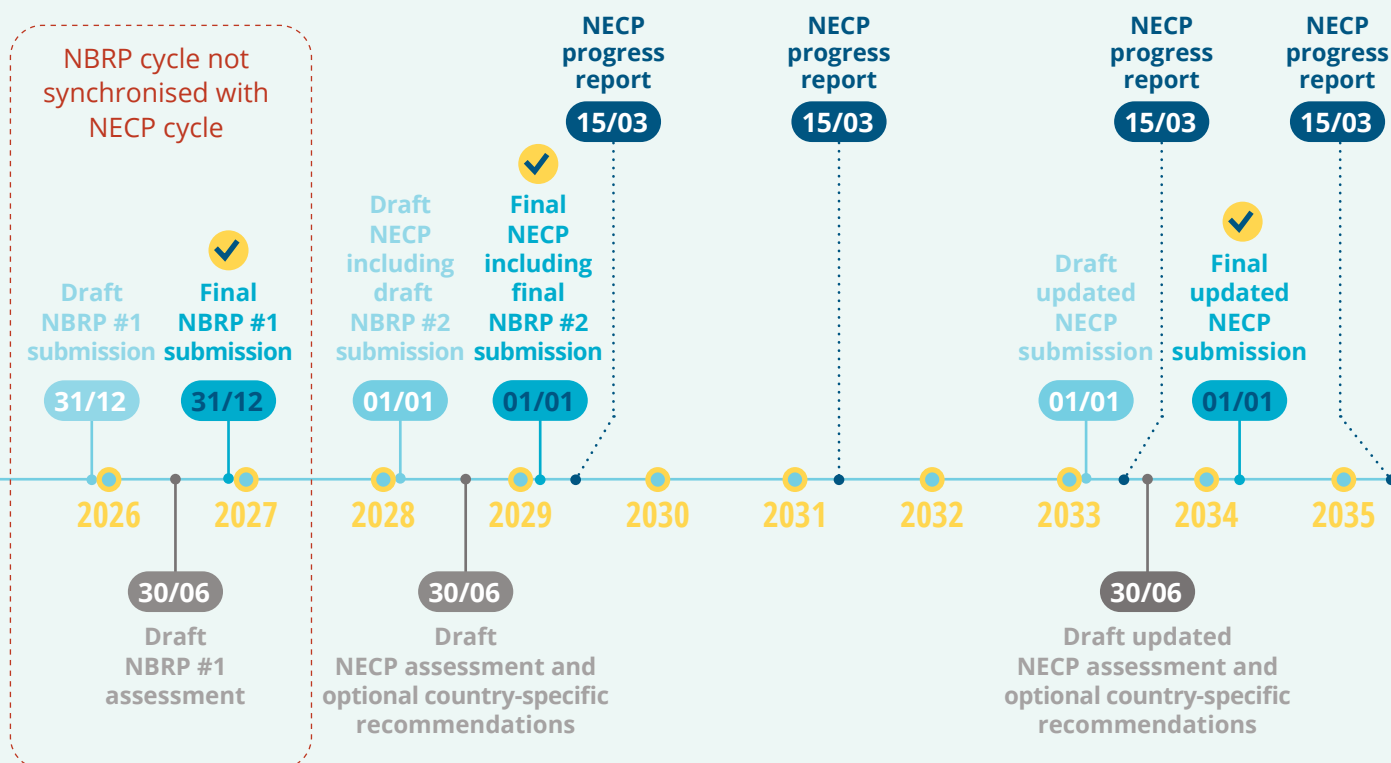 NBRP cycle not
synchronised with
NECP cycle
Draft
NBRP #1
submission
31/12
Final
NBRP #1
submission
31/12
Draft
NECP
including
draft
NBRP #2
submission
01/01
Final
NECP
including
final
NBRP #2
submission
01/01
NECP
progress
report
15/03
NECP
progress
report
15/03
Draft
updated
NECP
submission
01/01
NECP
progress
report
15/03
Final
updated
NECP
submission
01/01
NECP
progress
report
15/03
2026
2027
2028
2029
2030
2031
2032
2033
2034
2035
30/06
Draft
NBRP #1
assessment
30/06
Draft
NECP assessment and
optional country-specific
recommendations
30/06
Draft updated
NECP assessment and
optional country-specific
recommendations